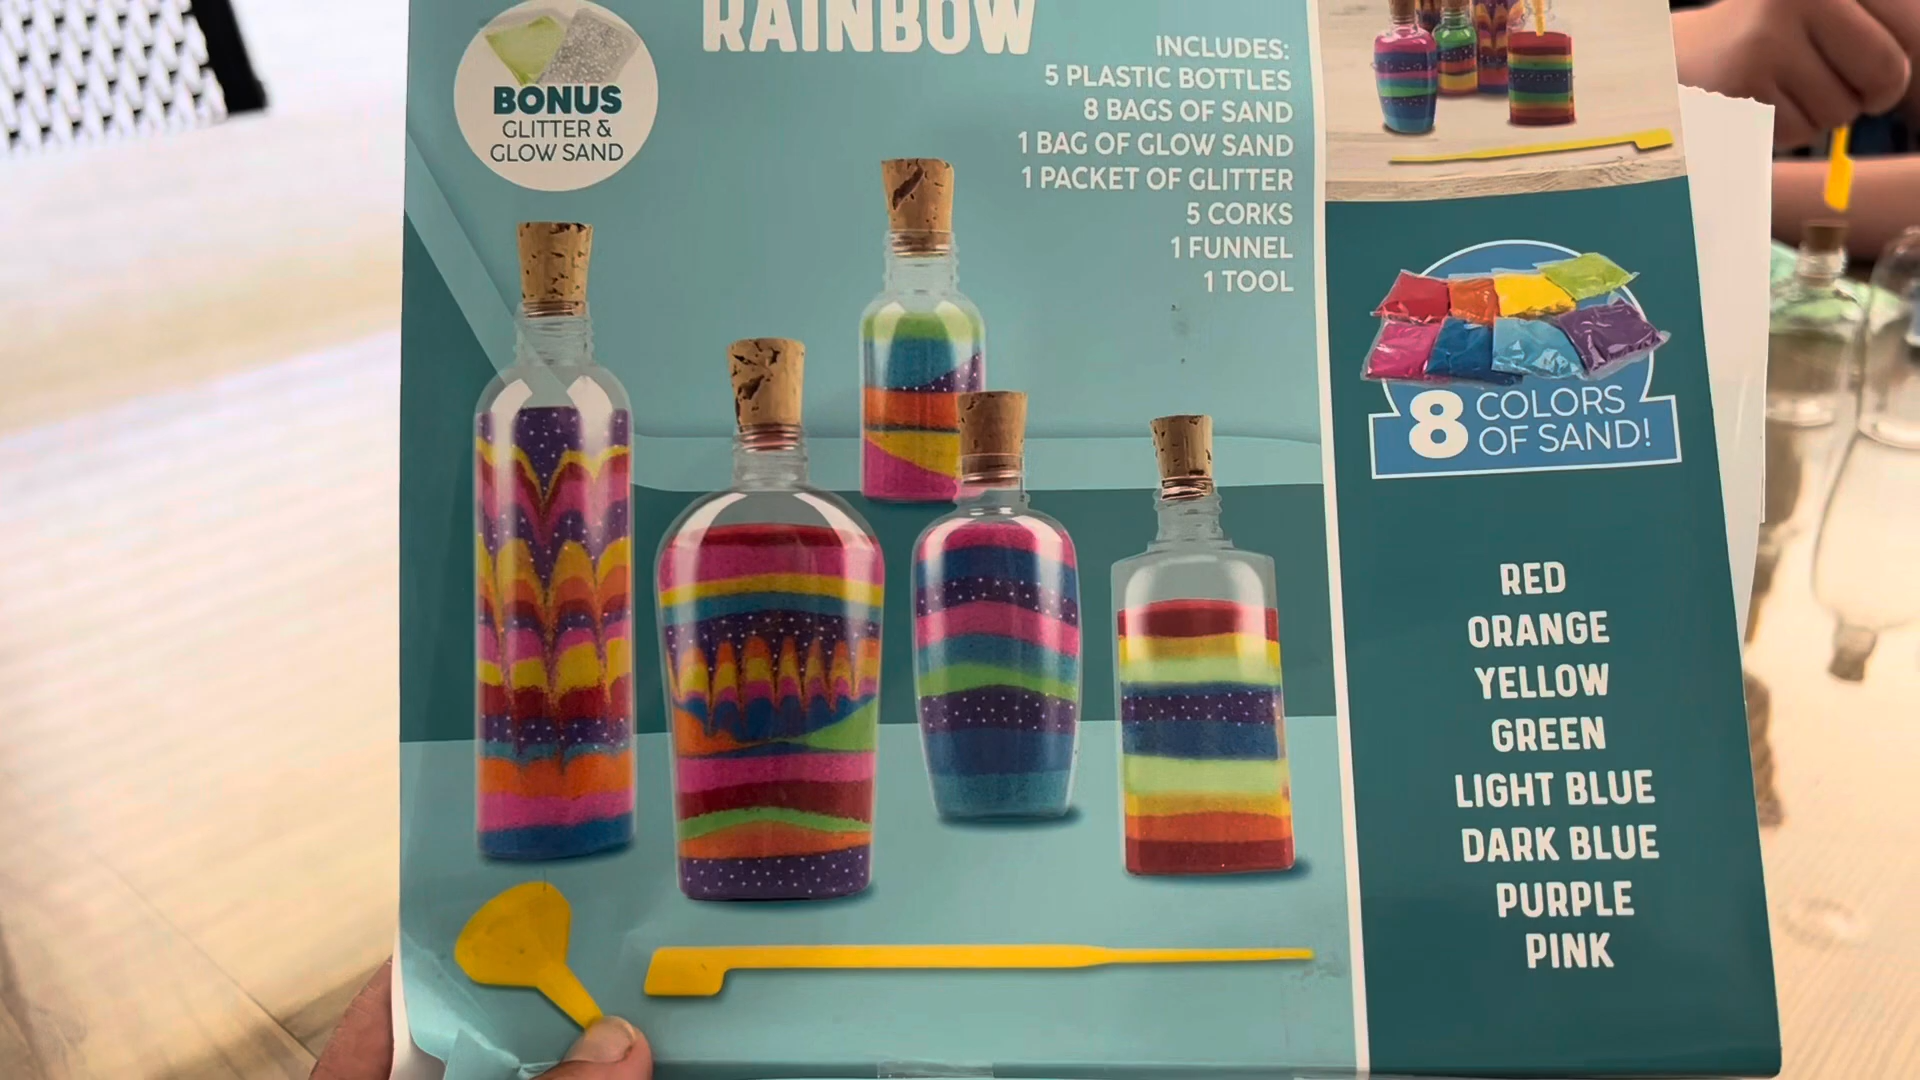 RAINBOW
BONUS
GLITTER &
GLOW SAND
INCLUDES:
5 PLASTIC BOTTLES
8 BAGS OF SAND
1 BAG OF GLOW SAND
1 PACKET OF GLITTER
5 CORKS
1 FUNNEL
1 TOOL
8 COLORS
OF SAND!
RED
ORANGE
YELLOW
GREEN
LIGHT BLUE
DARK BLUE
PURPLE
PINK